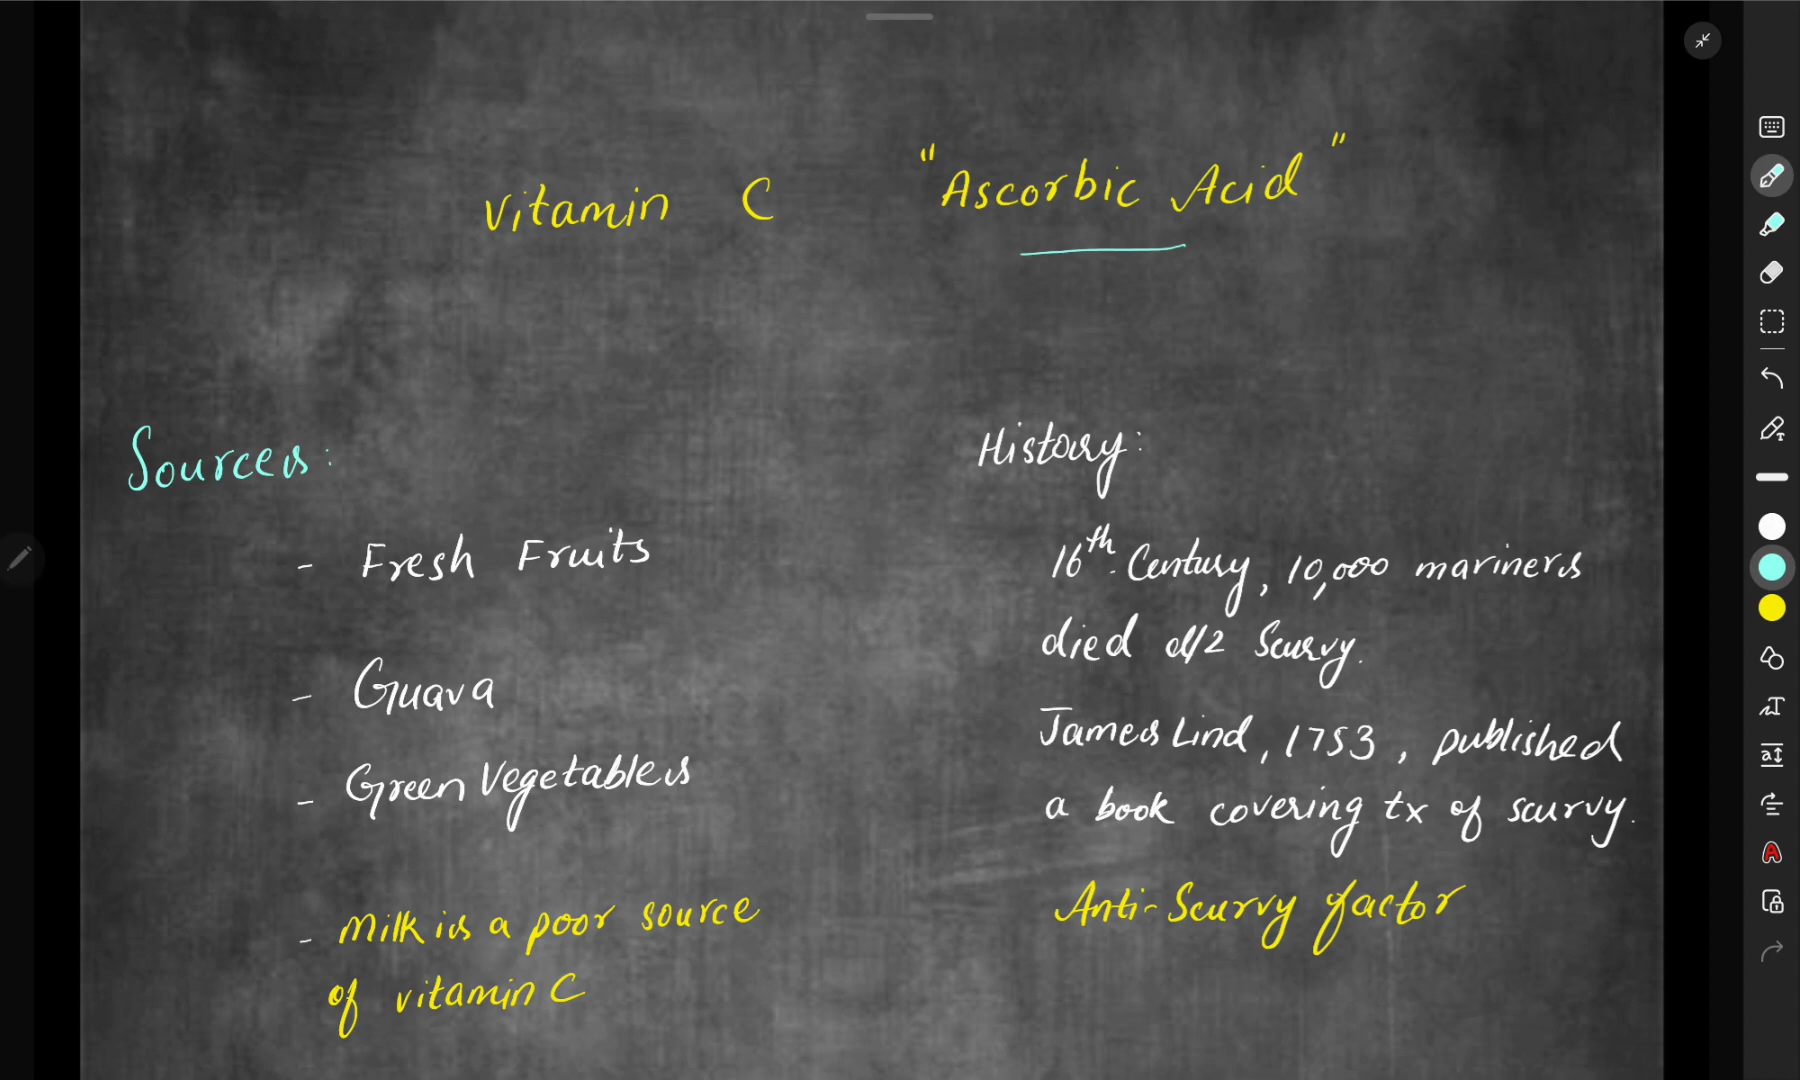 Vitamin C "Ascorbic Acid"
Sources:
- Fresh Fruits
- Guava
- Green Vegetables
- Milk is a poor source
of vitamin C
History:
16th Century, 10,000 mariners
died d/2 Scurvy.
James Lind, 1753, published
a book covering tx of scurvy.
Anti-Scurvy factor